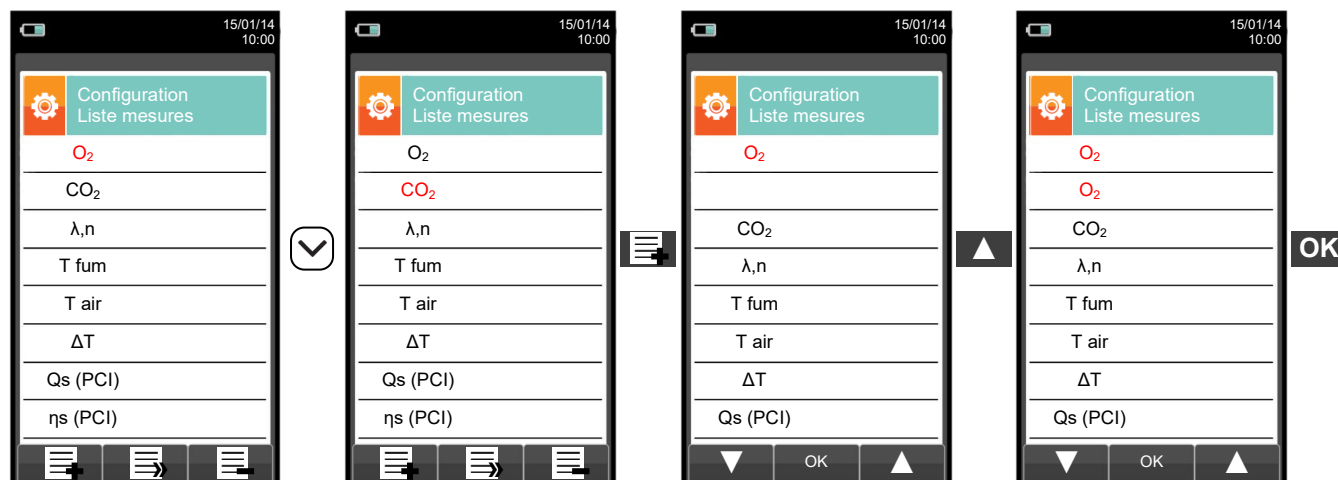 15/01/14
10:00
Configuration
Liste mesures
O₂
CO₂
λ,n
T fum
T air
ΔT
Qs (PCI)
ηs (PCI)
15/01/14
10:00
Configuration
Liste mesures
O₂
CO₂
λ,n
T fum
T air
ΔT
Qs (PCI)
ηs (PCI)
15/01/14
10:00
Configuration
Liste mesures
O₂
CO₂
λ,n
T fum
T air
ΔT
Qs (PCI)
OK
15/01/14
10:00
Configuration
Liste mesures
O₂
O₂
CO₂
λ,n
T fum
T air
ΔT
Qs (PCI)
OK
OK